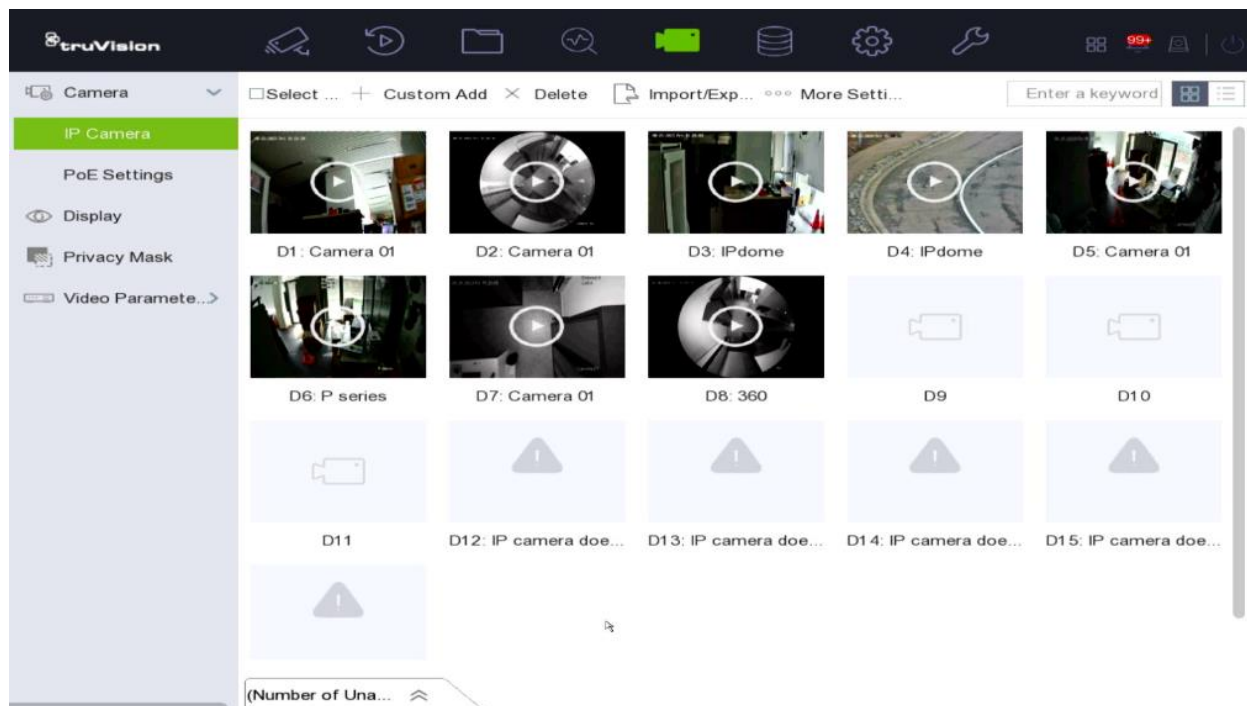 truVision
99+
Camera
Select ...
Custom Add
Delete
Import/Exp...
More Setti...
Enter a keyword
IP Camera
PoE Settings
Display
Privacy Mask
Video Paramete...
D1: Camera 01
D2: Camera 01
D3: IPdome
D4: IPdome
D5: Camera 01
D6: P series
D7: Camera 01
D8: 360
D9
D10
D11
D12: IP camera doe...
D13: IP camera doe...
D14: IP camera doe...
D15: IP camera doe...
(Number of Una...